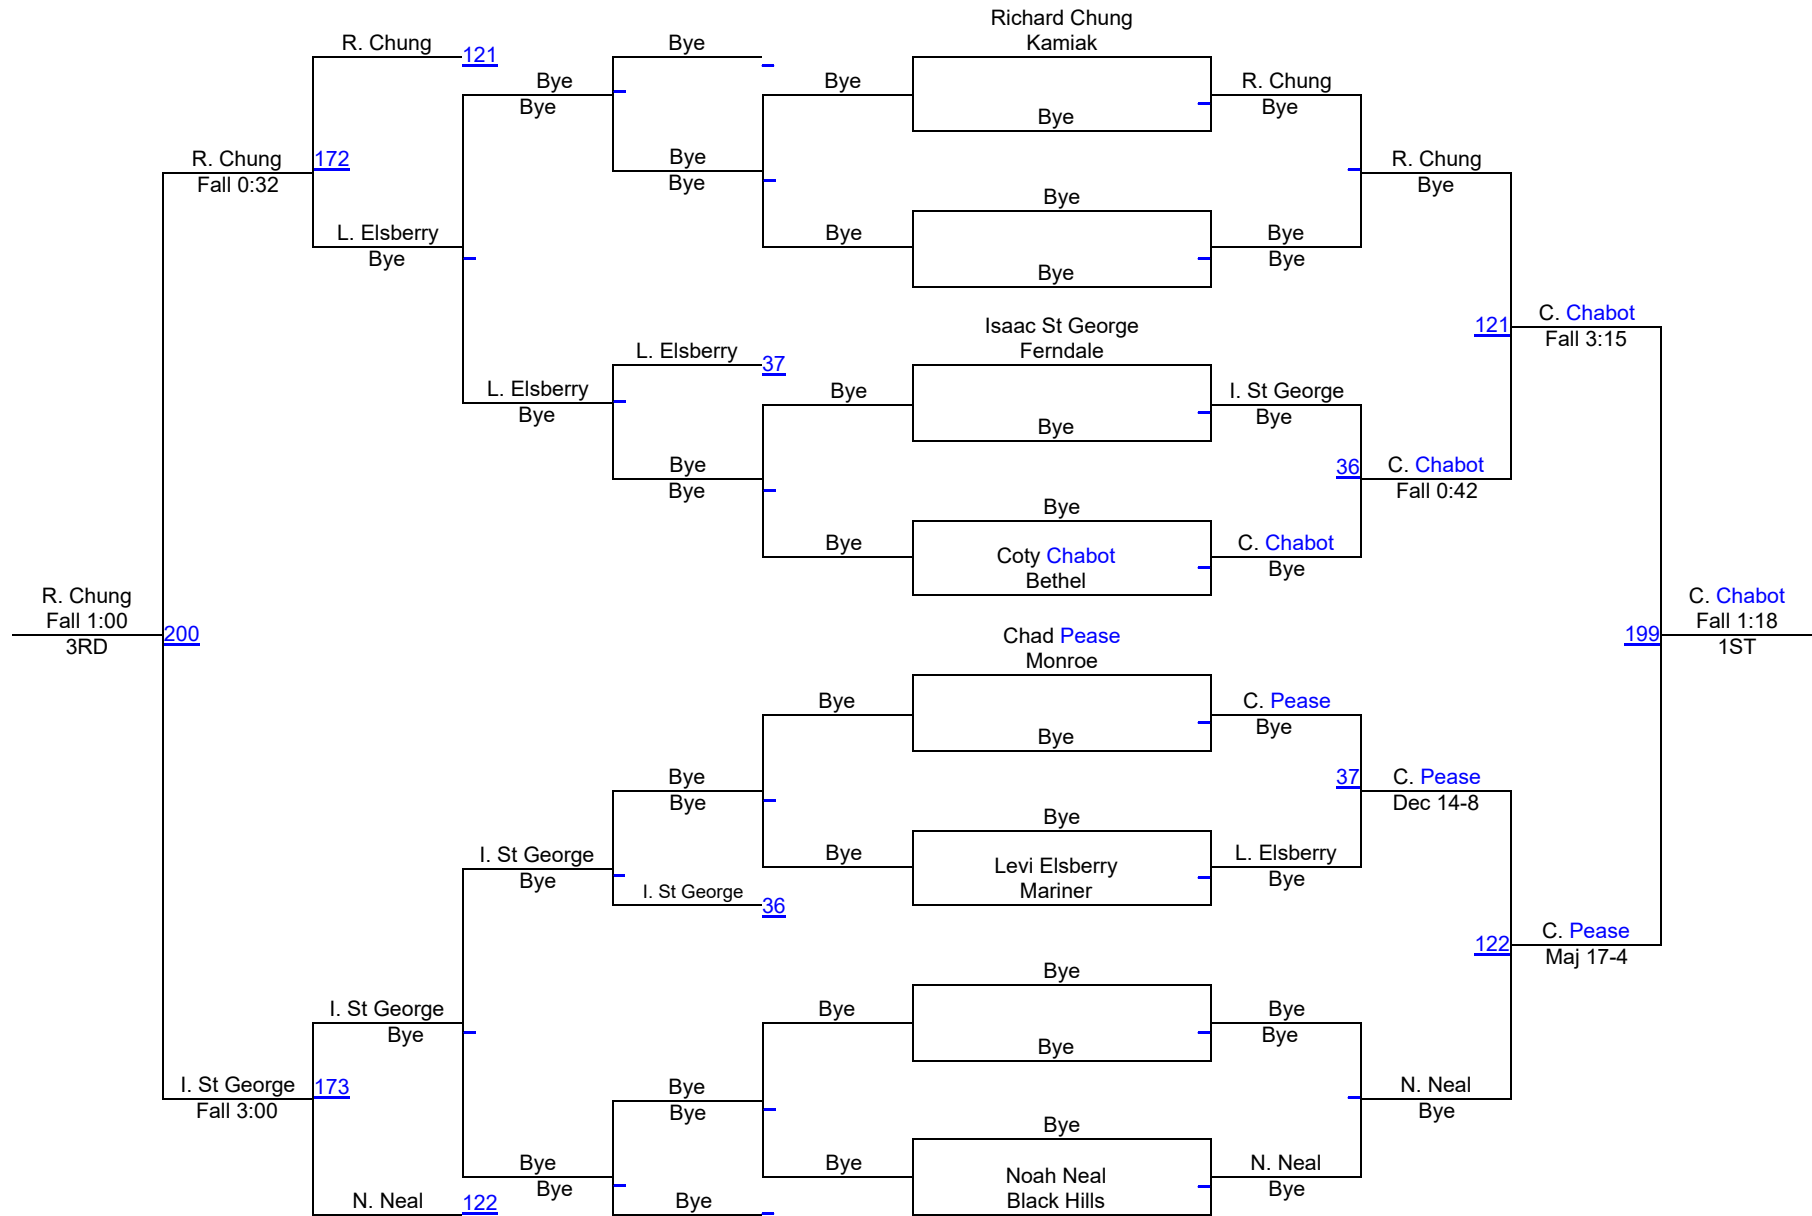 Richard Chung
Kamiak
R. Chung
121
Bye
Bye
Bye
Bye
Bye
R. Chung
Bye
Bye
R. Chung
Fall 0:32
172
Bye
Bye
R. Chung
Bye
L. Elsberry
Bye
Bye
Bye
Bye
Bye
Bye
Isaac St George
Ferndale
121
C. Chabot
Fall 3:15
L. Elsberry
37
L. Elsberry
Bye
Bye
Bye
I. St George
Bye
Bye
Bye
36
C. Chabot
Fall 0:42
Bye
Bye
Coty Chabot
Bethel
C. Chabot
Bye
R. Chung
Fall 1:00
3RD
200
Chad Pease
Monroe
199
C. Chabot
Fall 1:18
1ST
Bye
Bye
C. Pease
Bye
Bye
Bye
37
C. Pease
Dec 14-8
Bye
I. St George
Bye
Bye
Levi Elsberry
Mariner
L. Elsberry
Bye
I. St George
36
122
C. Pease
Maj 17-4
Bye
I. St George
Bye
Bye
Bye
Bye
Bye
I. St George
Fall 3:00
173
Bye
Bye
N. Neal
Bye
Bye
Bye
Bye
Bye
Noah Neal
Black Hills
N. Neal
Bye
N. Neal
122
Bye